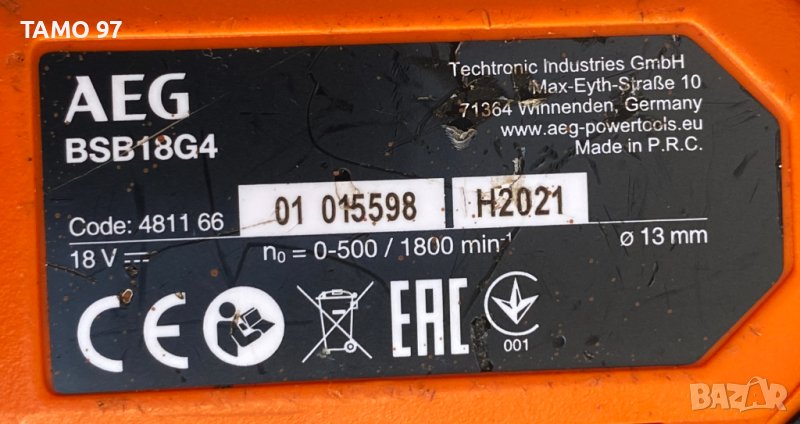 TAMO 97
AEG
BSB18G4
Techtronic Industries GmbH
Max-Eyth-Straße 10
71364 Winnenden, Germany
www.aeg-powertools.eu
Made in P.R.C.
Code: 4811 66 01 015598 H2021
18 V n₀ = 0-500 / 1800 min⁻¹ ø 13 mm
CE EAC
001
BAZAR